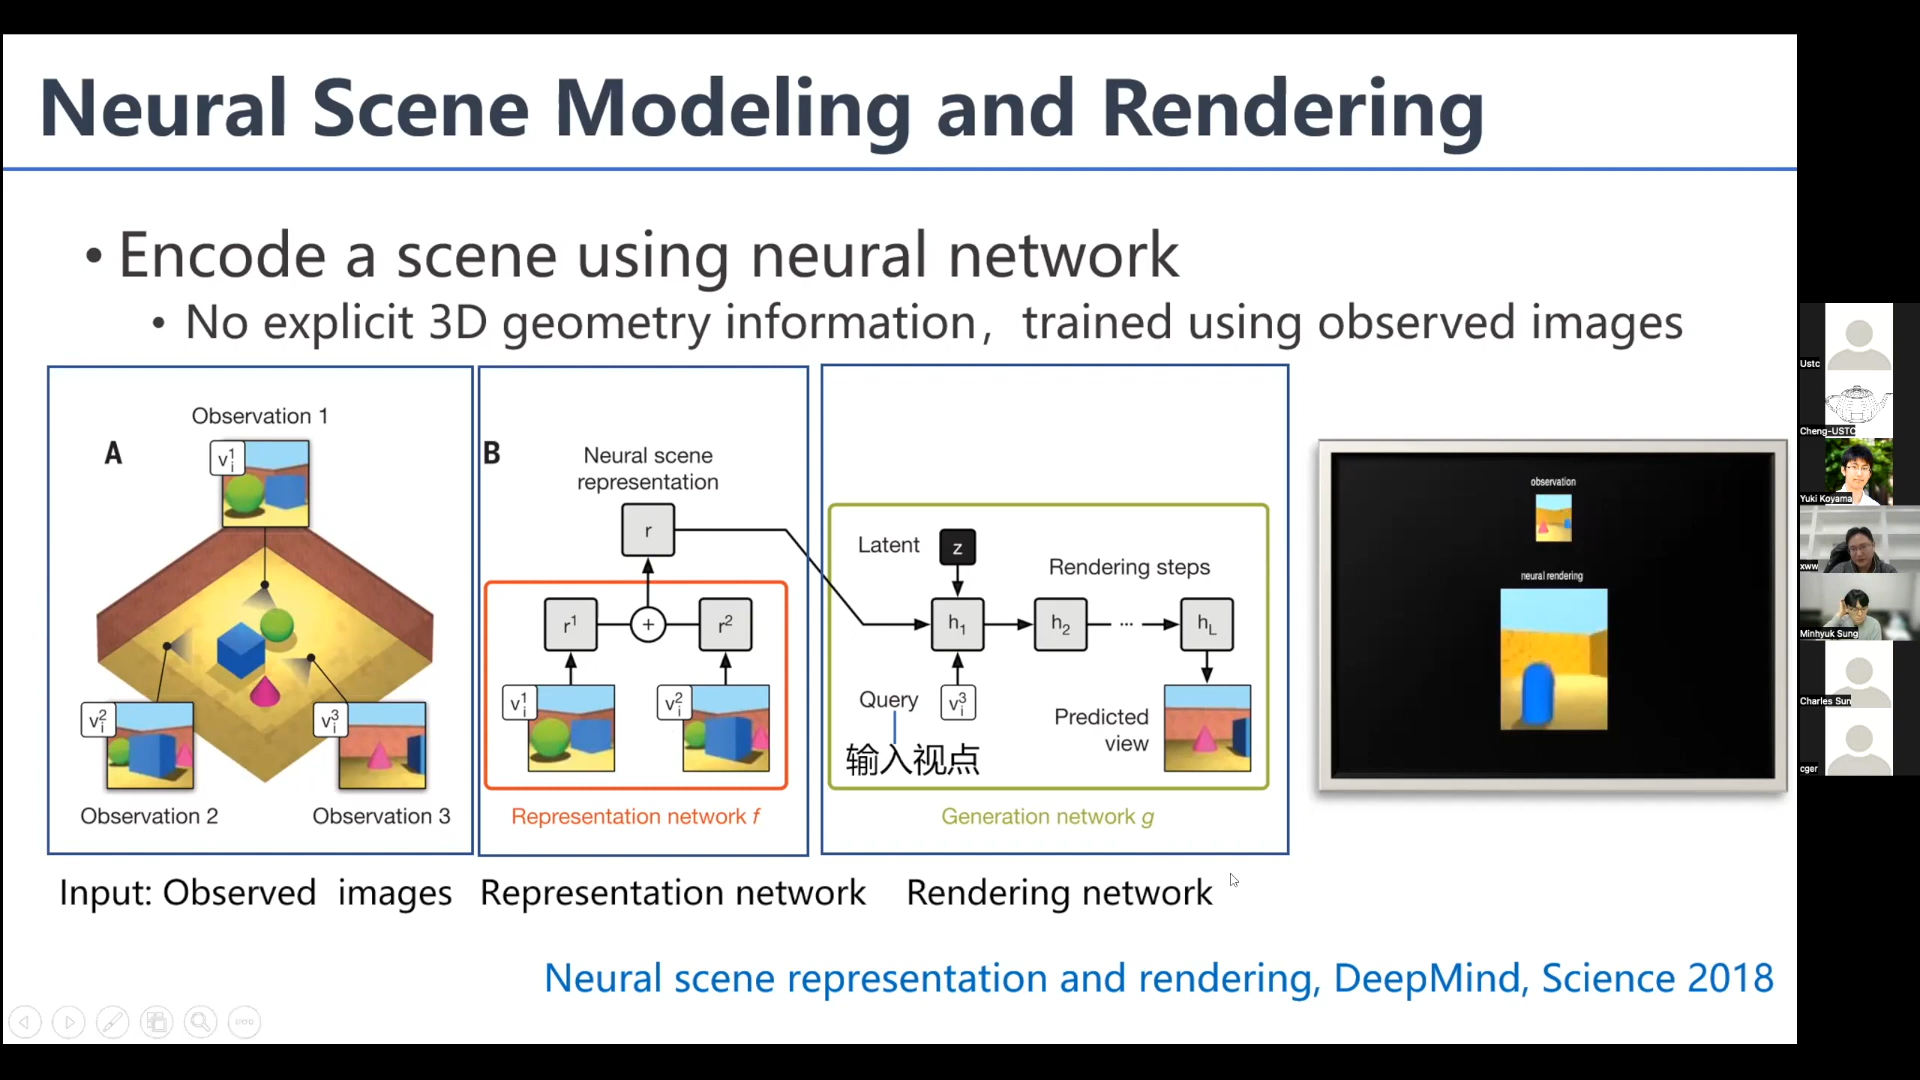 Neural Scene Modeling and Rendering
• Encode a scene using neural network
• No explicit 3D geometry information，trained using observed images
A
Observation 1
v¹ᵢ
v²ᵢ
v³ᵢ
Observation 2
Observation 3
B
Neural scene
representation
r
r¹
+
r²
v¹ᵢ
v²ᵢ
Representation network f
Latent
z
Rendering steps
h₁
h₂
...
h_L
Query
v³ᵢ
输入视点
Predicted
view
Generation network g
observation
neural rendering
Input: Observed images
Representation network
Rendering network
Neural scene representation and rendering, DeepMind, Science 2018
Ustc
Cheng-USTC
Yuki Koyama
xww
Minhyuk Sung
Charles Sun
cger